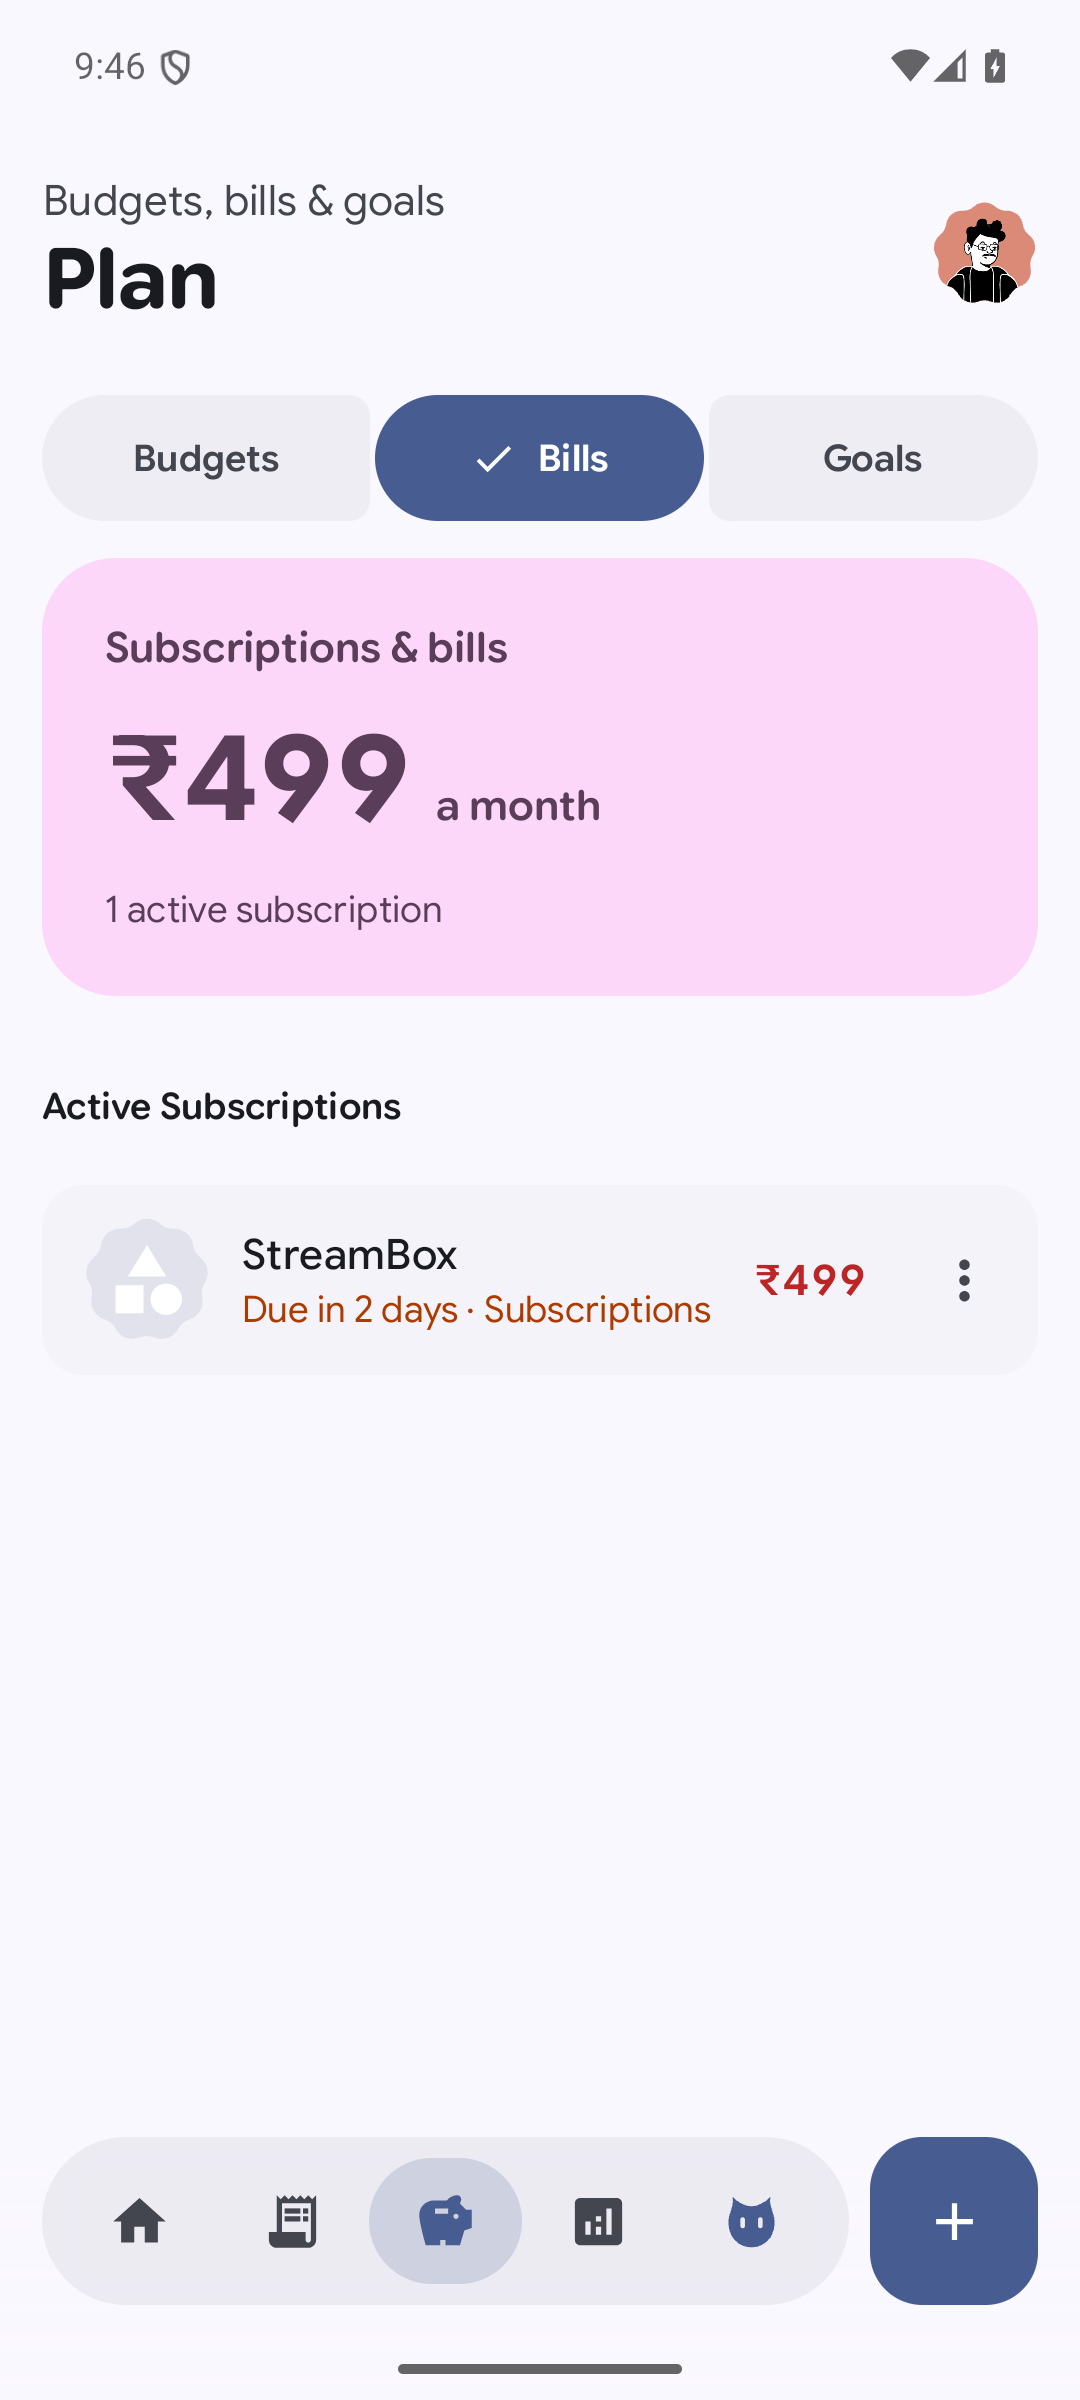 9:46
Budgets, bills & goals
Plan
Budgets
Bills
Goals
Subscriptions & bills
₹499 a month
1 active subscription
Active Subscriptions
StreamBox
Due in 2 days · Subscriptions
₹499